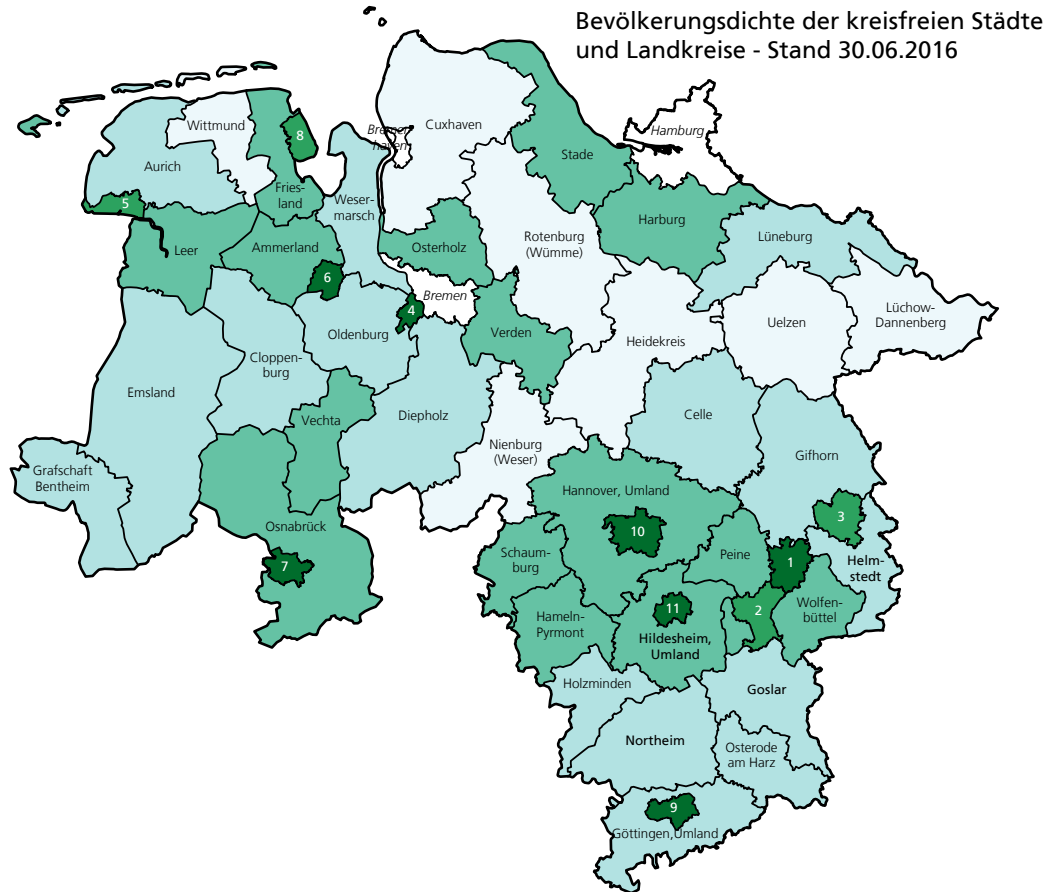 Bevölkerungsdichte der kreisfreien Städte
und Landkreise - Stand 30.06.2016
Wittmund
8
Bremer-
haven
Cuxhaven
Hamburg
Aurich
Stade
Fries-
land
Weser-
marsch
5
Harburg
Leer
Ammerland
Osterholz
Rotenburg
(Wümme)
Lüneburg
6
Bremen
4
Lüchow-
Dannenberg
Oldenburg
Verden
Heidekreis
Uelzen
Cloppen-
burg
Emsland
Vechta
Diepholz
Celle
Nienburg
(Weser)
Gifhorn
Grafschaft
Bentheim
Hannover, Umland
Osnabrück
3
10
Schaum-
burg
Peine
1
Helm-
stedt
7
11
2
Wolfen-
büttel
Hameln-
Pyrmont
Hildesheim,
Umland
Holzminden
Goslar
Northeim
Osterode
am Harz
9
Göttingen,Umland